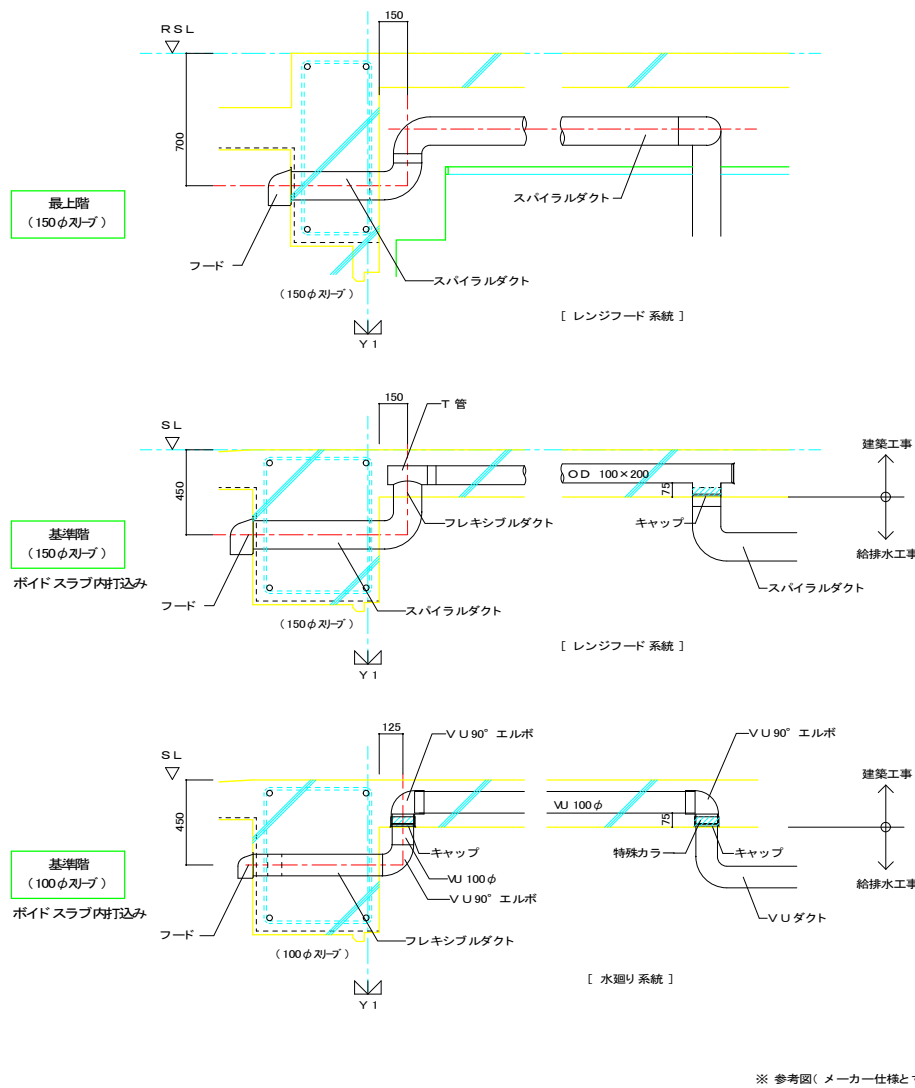 150
RSL
700
最上階
(150φスリーブ)
スパイラルダクト
フード
スパイラルダクト
(150φスリーブ)
[ レンジフード 系統 ]
Y1
150
T 管
SL
建築工事
450
OD 100×200
75
フレキシブルダクト
キャップ
基準階
(150φスリーブ)
給排水工事
ボイド スラブ内打込み
フード
スパイラルダクト
スパイラルダクト
(150φスリーブ)
[ レンジフード 系統 ]
Y1
125
VU90° エルボ
VU90° エルボ
SL
建築工事
450
VU 100φ
75
キャップ
特殊カラー
キャップ
基準階
(100φスリーブ)
VU 100φ
給排水工事
VU90° エルボ
ボイド スラブ内打込み
VUダクト
フード
フレキシブルダクト
(100φスリーブ)
[ 水廻り 系統 ]
Y1
※ 参考図( メーカー仕様と